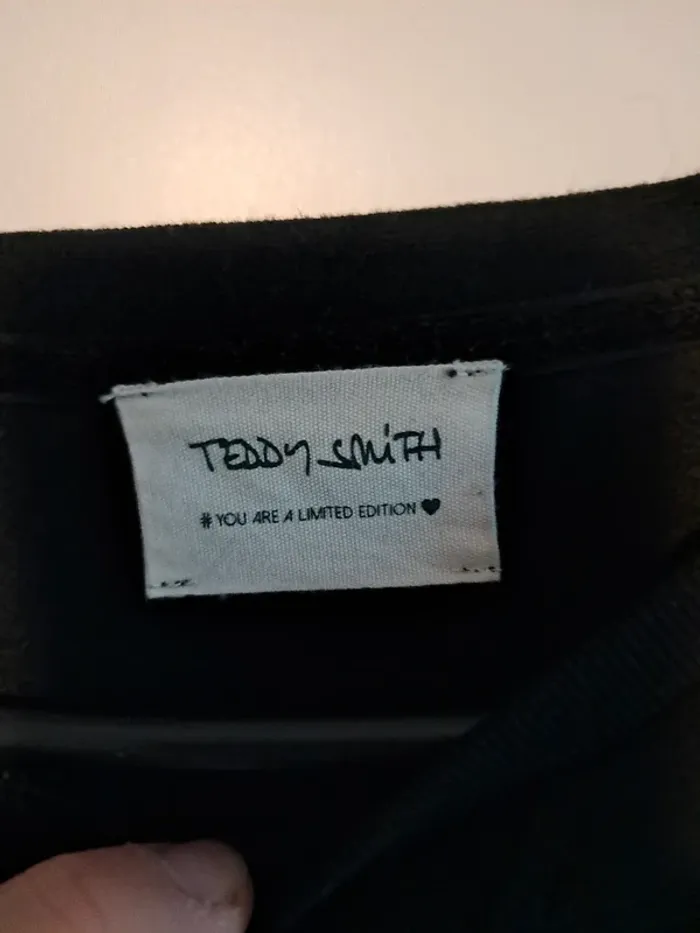 TEDDY SMITH
# YOU ARE A LIMITED EDITION ♥